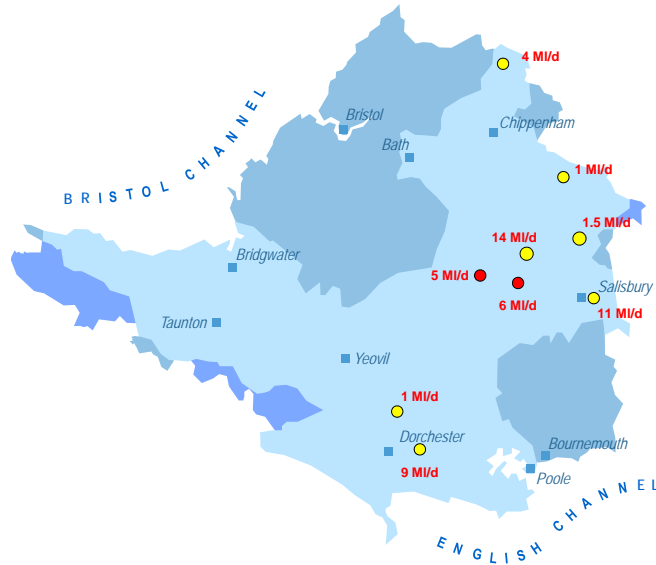 4 Ml/d
Bristol
Chippenham
Bath
BRISTOL CHANNEL
1 Ml/d
1.5 Ml/d
14 Ml/d
Bridgwater
5 Ml/d
Salisbury
6 Ml/d
11 Ml/d
Taunton
Yeovil
1 Ml/d
Dorchester
Bournemouth
9 Ml/d
Poole
ENGLISH CHANNEL